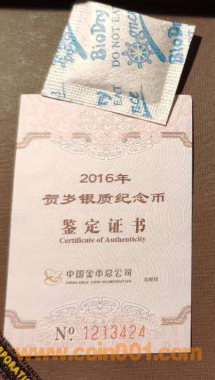 BioDry
DO NOT EAT
EAT
2016年
贺岁银质纪念币
鉴定证书
Certificate of Authenticity
中国金币总公司
CHINA GOLD COIN INCORPORATION
Nº 1213424
www.coin001.com